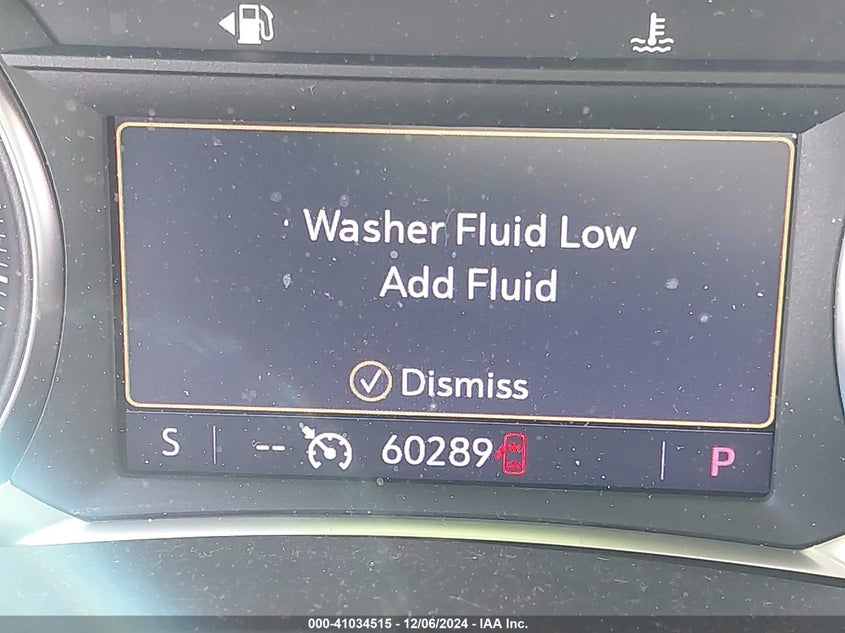 Washer Fluid Low
Add Fluid
Dismiss
S -- 60289 P
000-41034515 - 12/06/2024 - IAA Inc.